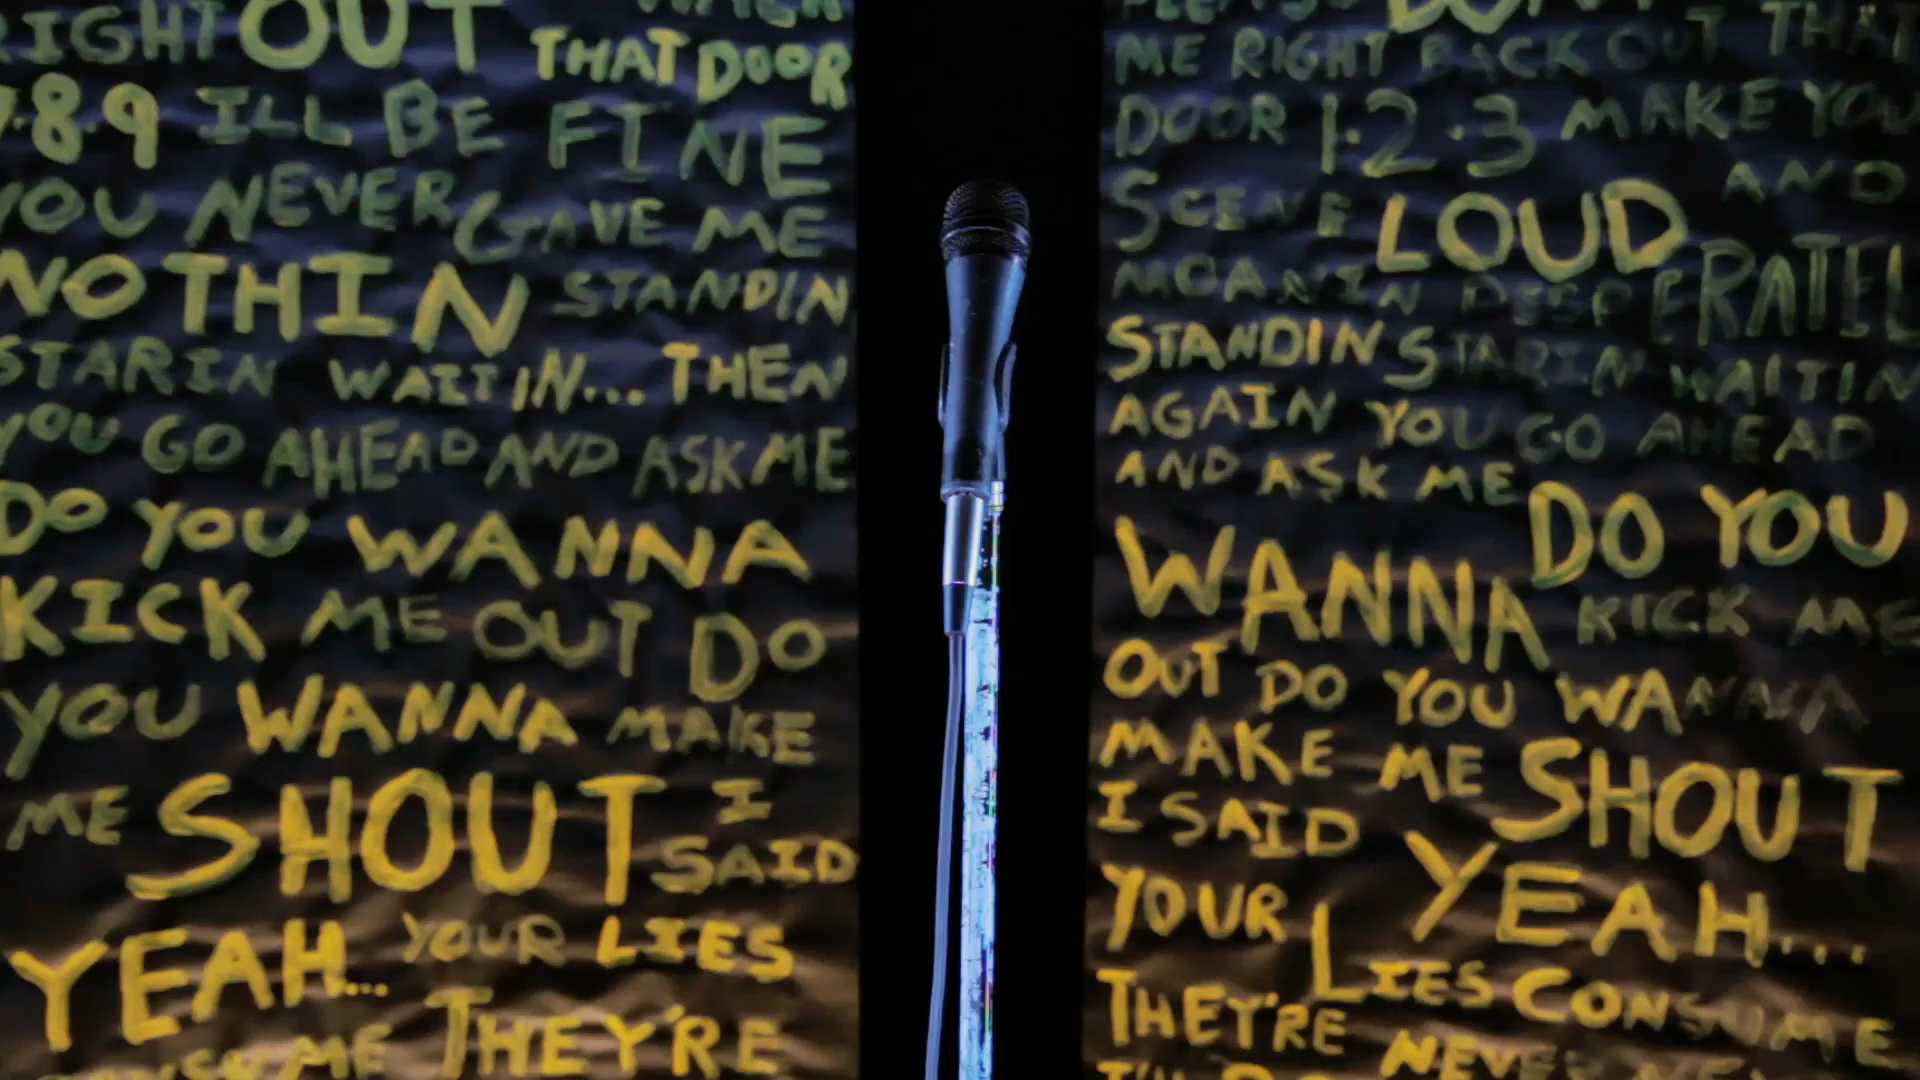 RIGHT OUT
THAT DOOR
7.8.9 ILL BE FINE
YOU NEVER GAVE ME
NOTHIN STANDIN
STARIN WAITIN... THEN
YOU GO AHEAD AND ASK ME
DO YOU WANNA
KICK ME OUT DO
YOU WANNA MAKE
ME SHOUT I
SAID
YEAH... YOUR LIES
ME THEY'RE
ME RIGHT BACK OUT THAT
DOOR 1.2.3 MAKE YOU
AND
SCENE LOUD
MOANIN DESPERATEL
STANDIN STARIN WAITIN
AGAIN YOU GO AHEAD
AND ASK ME DO YOU
WANNA KICK ME
OUT DO YOU WANNA
MAKE ME SHOUT
I SAID
YEAH...
YOUR LIES CONSUME
THEY'RE NEVER